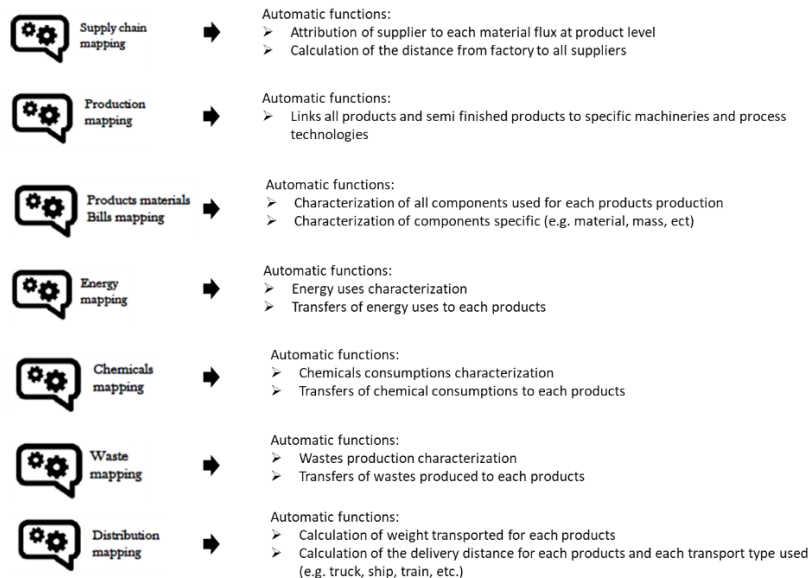 Supply chain
mapping
Automatic functions:
➢ Attribution of supplier to each material flux at product level
➢ Calculation of the distance from factory to all suppliers
Production
mapping
Automatic functions:
➢ Links all products and semi finished products to specific machineries and process
technologies
Products materials
Bills mapping
Automatic functions:
➢ Characterization of all components used for each products production
➢ Characterization of components specific (e.g. material, mass, ect)
Energy
mapping
Automatic functions:
➢ Energy uses characterization
➢ Transfers of energy uses to each products
Chemicals
mapping
Automatic functions:
➢ Chemicals consumptions characterization
➢ Transfers of chemical consumptions to each products
Waste
mapping
Automatic functions:
➢ Wastes production characterization
➢ Transfers of wastes produced to each products
Distribution
mapping
Automatic functions:
➢ Calculation of weight transported for each products
➢ Calculation of the delivery distance for each products and each transport type used
(e.g. truck, ship, train, etc.)